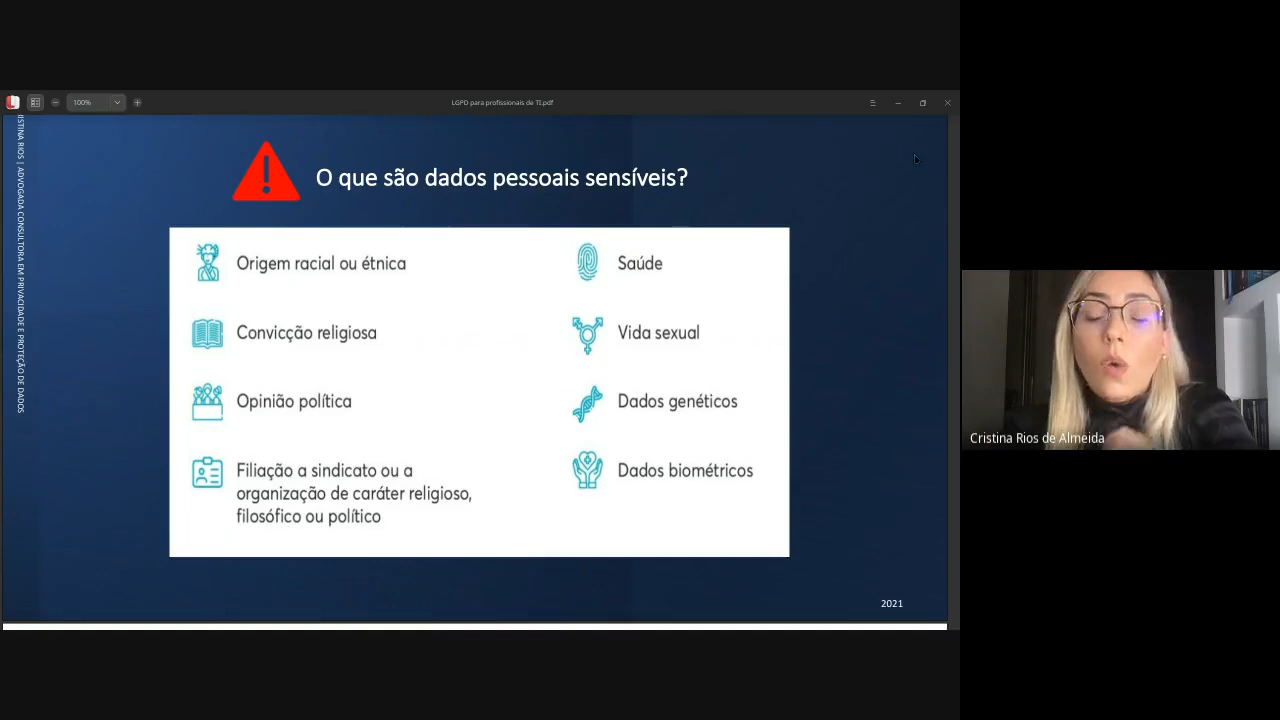 100%
LGPD para profissionais de TI.pdf
ISTINA RIOS | ADVOGADA CONSULTORA EM PRIVACIDADE E PROTEÇÃO DE DADOS
O que são dados pessoais sensíveis?
Origem racial ou étnica
Convicção religiosa
Opinião política
Filiação a sindicato ou a
organização de caráter religioso,
filosófico ou político
Saúde
Vida sexual
Dados genéticos
Dados biométricos
2021
Cristina Rios de Almeida